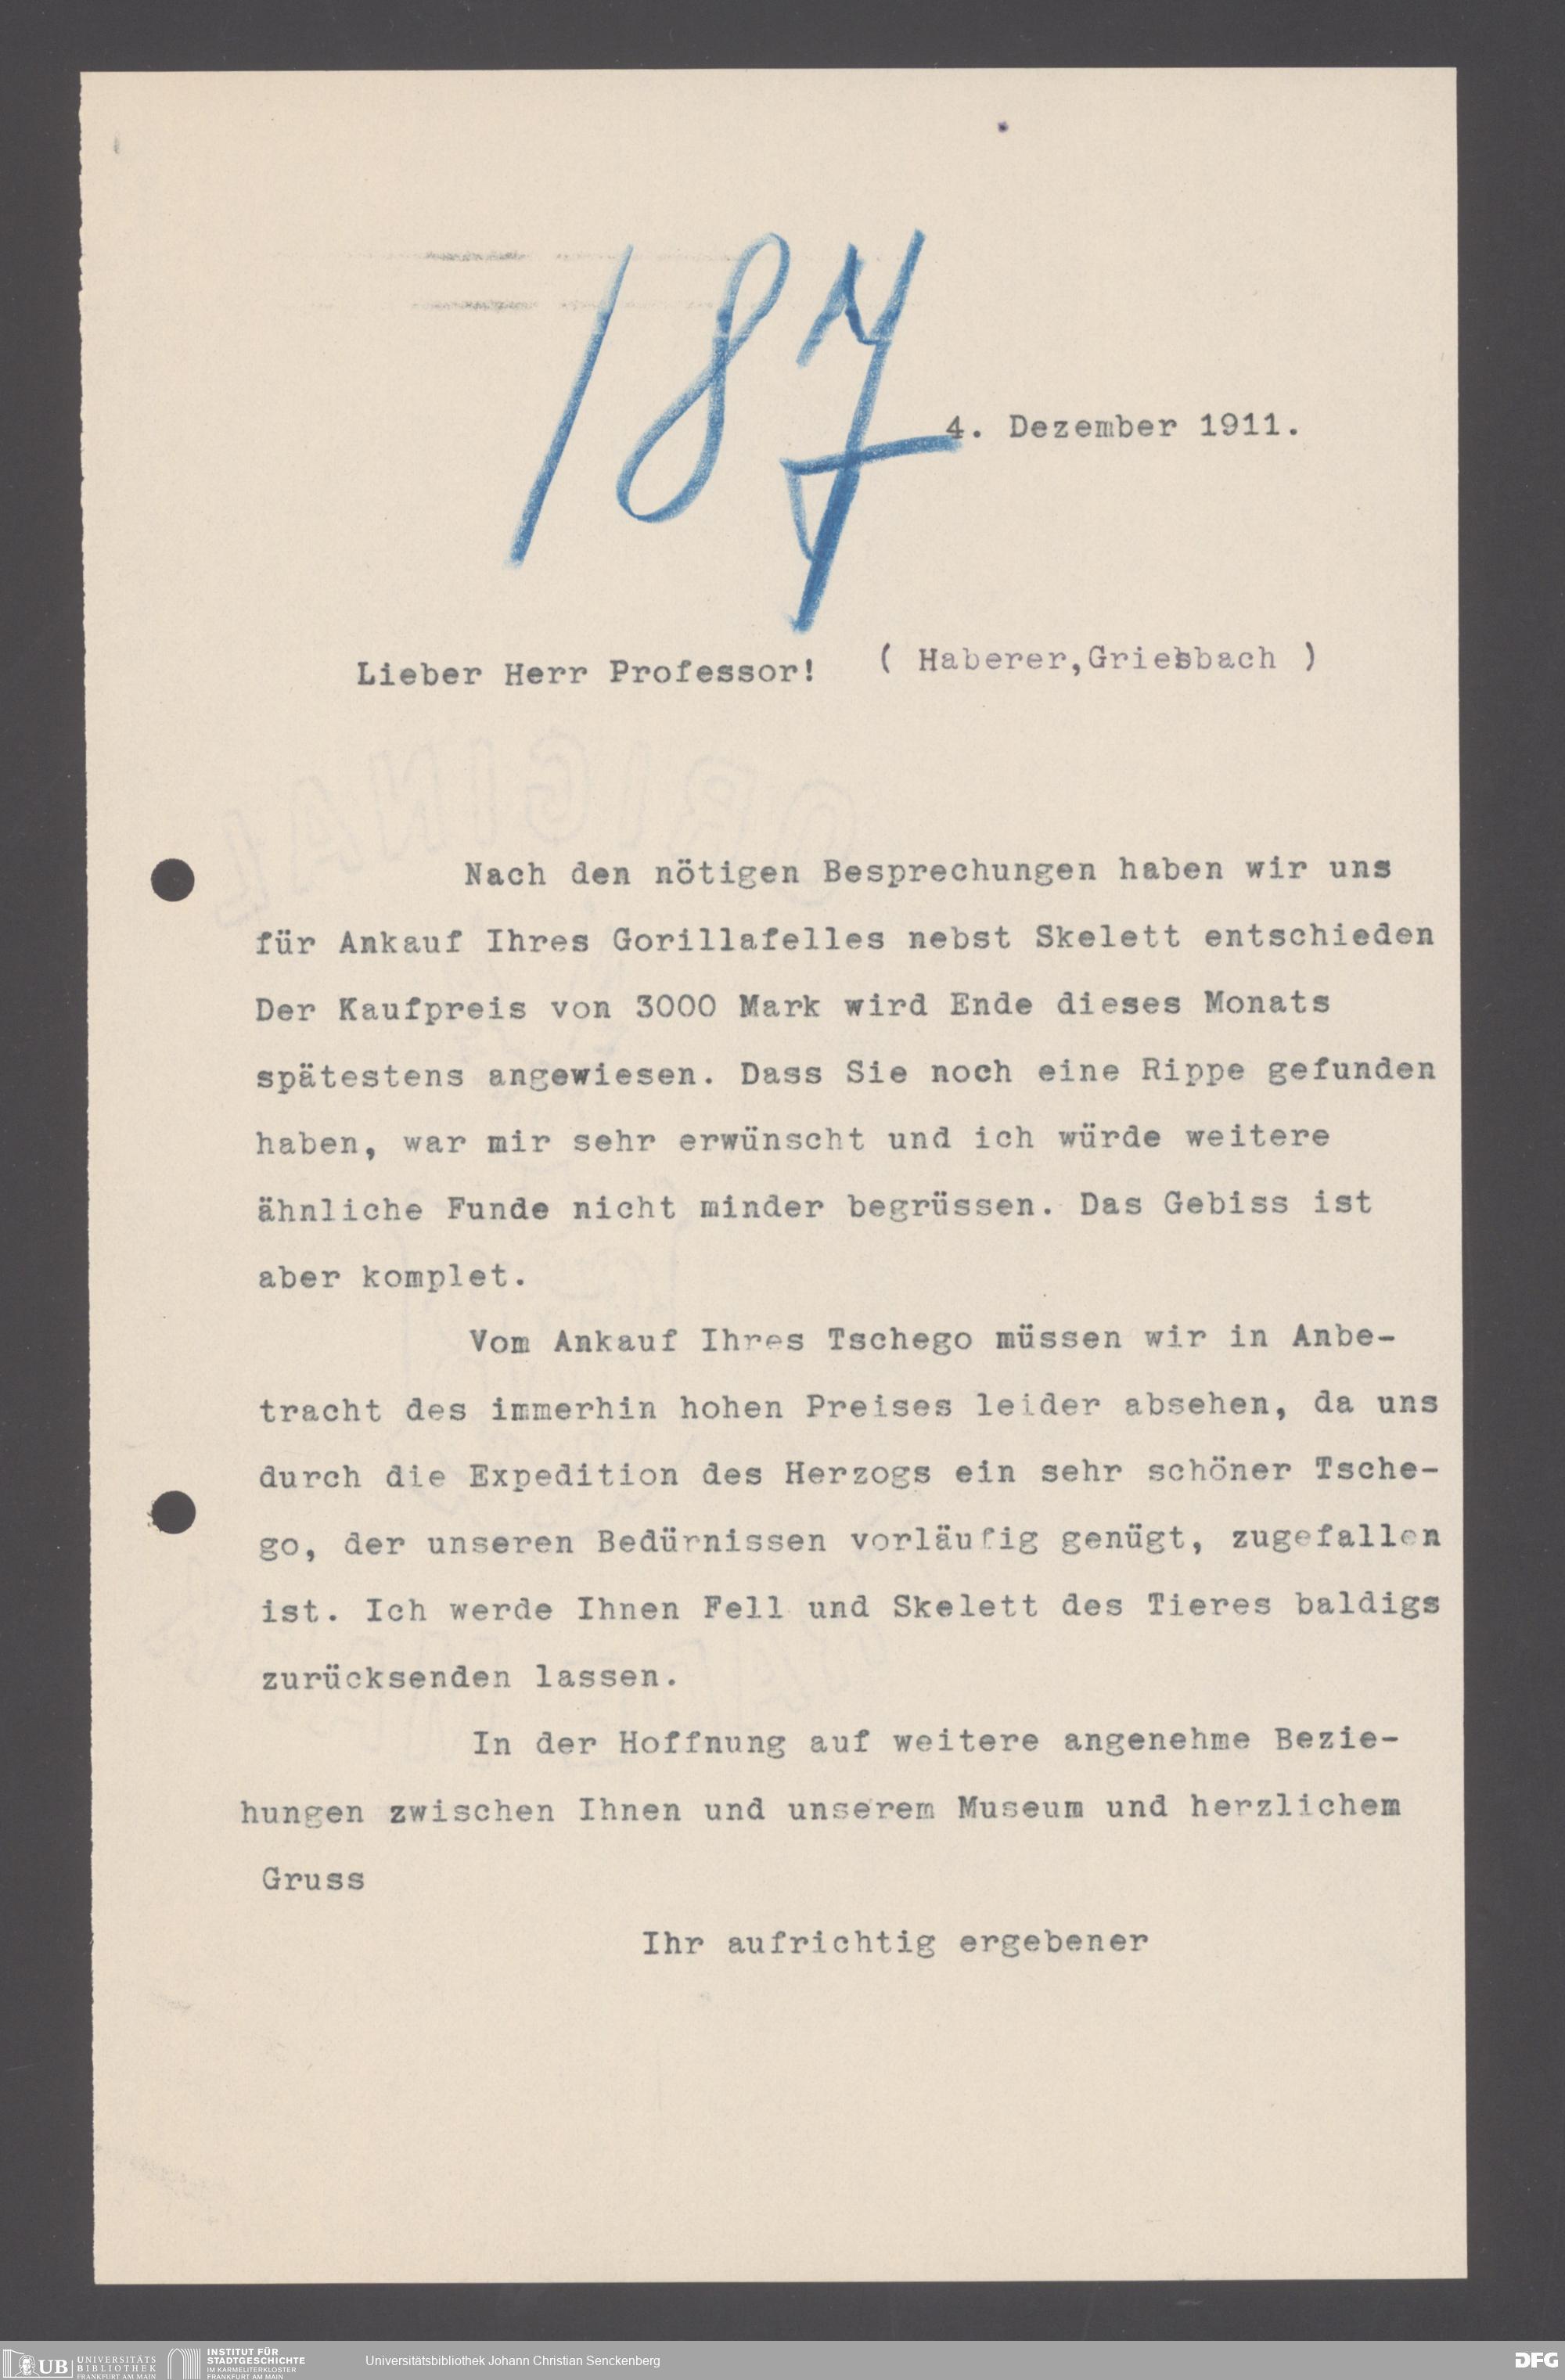 187
4. Dezember 1911.
Lieber Herr Professor! ( Haberer,Griesbach )
ORIGINAL
Nach den nötigen Besprechungen haben wir uns
für Ankauf Ihres Gorillafelles nebst Skelett entschieden
Der Kaufpreis von 3000 Mark wird Ende dieses Monats
spätestens angewiesen. Dass Sie noch eine Rippe gefunden
haben, war mir sehr erwünscht und ich würde weitere
ähnliche Funde nicht minder begrüssen. Das Gebiss ist
aber komplet.
Vom Ankauf Ihres Tschego müssen wir in Anbe-
tracht des immerhin hohen Preises leider absehen, da uns
durch die Expedition des Herzogs ein sehr schöner Tsche-
go, der unseren Bedürnissen vorläufig genügt, zugefallen
ist. Ich werde Ihnen Fell und Skelett des Tieres baldigs
zurücksenden lassen.
In der Hoffnung auf weitere angenehme Bezie-
hungen zwischen Ihnen und unserem Museum und herzlichem
Gruss
Ihr aufrichtig ergebener
UB UNIVERSITÄTS
BIBLIOTHEK
FRANKFURT AM MAIN
INSTITUT FÜR
STADTGESCHICHTE
IM KARMELITERKLOSTER
FRANKFURT AM MAIN
Universitätsbibliothek Johann Christian Senckenberg
DFG